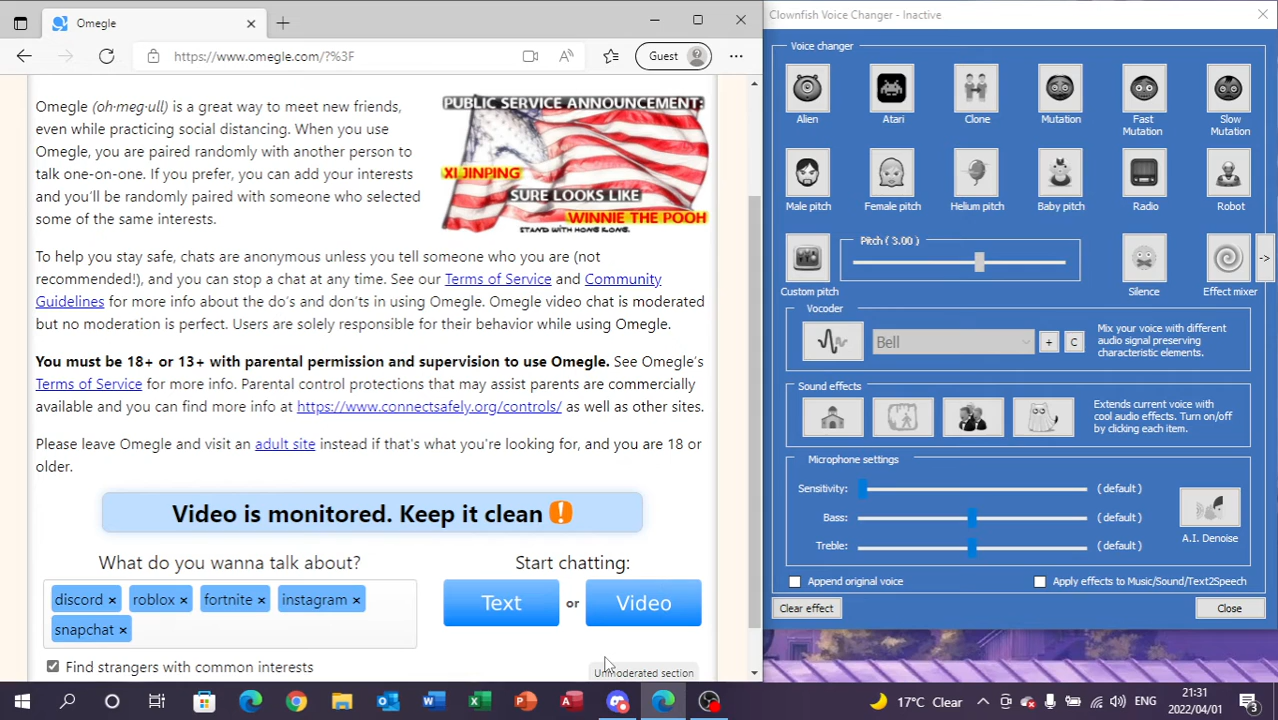 Omegle
https://www.omegle.com/?%3F
Guest
Omegle (oh·meg·ull) is a great way to meet new friends,
even while practicing social distancing. When you use
Omegle, you are paired randomly with another person to
talk one-on-one. If you prefer, you can add your interests
and you'll be randomly paired with someone who selected
some of the same interests.
PUBLIC SERVICE ANNOUNCEMENT:
XI JINPING
SURE LOOKS LIKE
WINNIE THE POOH
STAND WITH HONG KONG.
To help you stay safe, chats are anonymous unless you tell someone who you are (not
recommended!), and you can stop a chat at any time. See our Terms of Service and Community
Guidelines for more info about the do's and don'ts in using Omegle. Omegle video chat is moderated
but no moderation is perfect. Users are solely responsible for their behavior while using Omegle.
You must be 18+ or 13+ with parental permission and supervision to use Omegle. See Omegle's
Terms of Service for more info. Parental control protections that may assist parents are commercially
available and you can find more info at https://www.connectsafely.org/controls/ as well as other sites.
Please leave Omegle and visit an adult site instead if that's what you're looking for, and you are 18 or
older.
Video is monitored. Keep it clean !
What do you wanna talk about?
Start chatting:
discord × roblox × fortnite × instagram ×
snapchat ×
Text or Video
Find strangers with common interests
Unmoderated section
Clownfish Voice Changer - Inactive
Voice changer
Alien
Atari
Clone
Mutation
Fast
Mutation
Slow
Mutation
Male pitch
Female pitch
Helium pitch
Baby pitch
Radio
Robot
Pitch ( 3.00 )
->
Custom pitch
Silence
Effect mixer
Vocoder
Bell
+
C
Mix your voice with different
audio signal preserving
characteristic elements.
Sound effects
Extends current voice with
cool audio effects. Turn on/off
by clicking each item.
Microphone settings
Sensitivity: ( default )
Bass: ( default )
Treble: ( default )
A.I. Denoise
Append original voice
Apply effects to Music/Sound/Text2Speech
Clear effect
Close
17°C Clear
ENG
21:31
2022/04/01
3